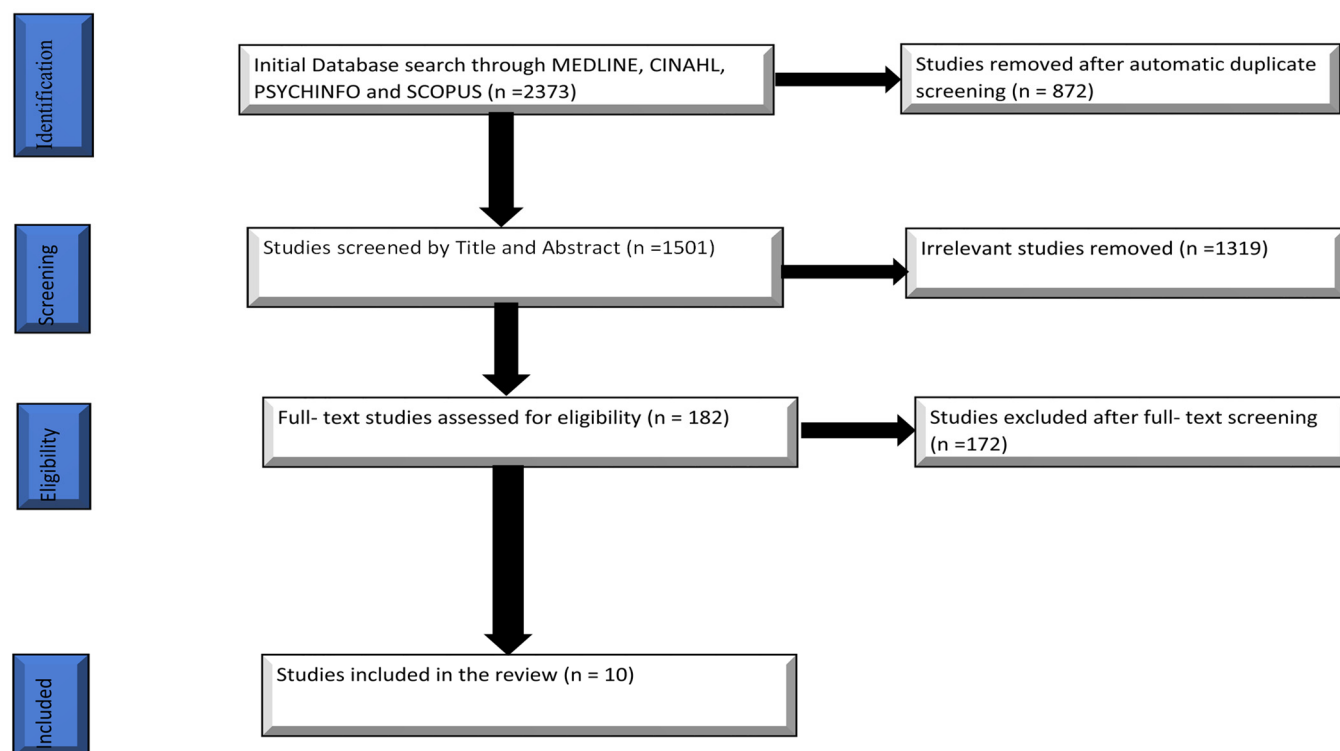 Identification
Initial Database search through MEDLINE, CINAHL,
PSYCHINFO and SCOPUS (n =2373)
Studies removed after automatic duplicate
screening (n = 872)
Screening
Studies screened by Title and Abstract (n =1501)
Irrelevant studies removed (n =1319)
Eligibility
Full- text studies assessed for eligibility (n = 182)
Studies excluded after full- text screening
(n =172)
Included
Studies included in the review (n = 10)